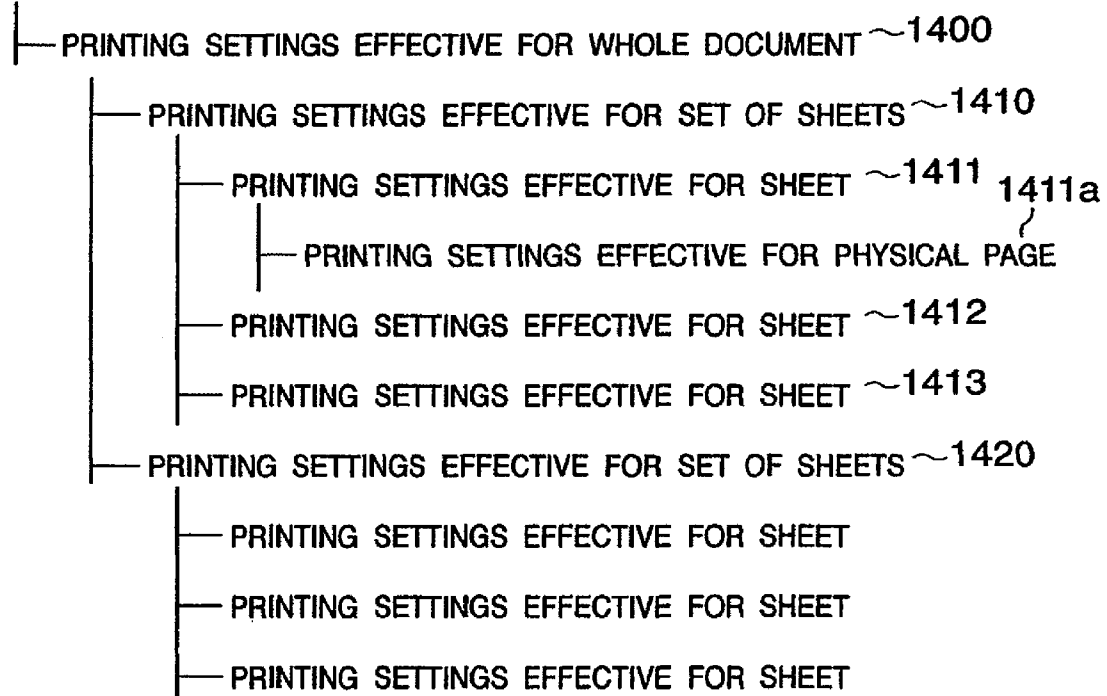 PRINTING SETTINGS EFFECTIVE FOR WHOLE DOCUMENT ~1400
PRINTING SETTINGS EFFECTIVE FOR SET OF SHEETS ~1410
PRINTING SETTINGS EFFECTIVE FOR SHEET ~1411
1411a
PRINTING SETTINGS EFFECTIVE FOR PHYSICAL PAGE
PRINTING SETTINGS EFFECTIVE FOR SHEET ~1412
PRINTING SETTINGS EFFECTIVE FOR SHEET ~1413
PRINTING SETTINGS EFFECTIVE FOR SET OF SHEETS ~1420
PRINTING SETTINGS EFFECTIVE FOR SHEET
PRINTING SETTINGS EFFECTIVE FOR SHEET
PRINTING SETTINGS EFFECTIVE FOR SHEET